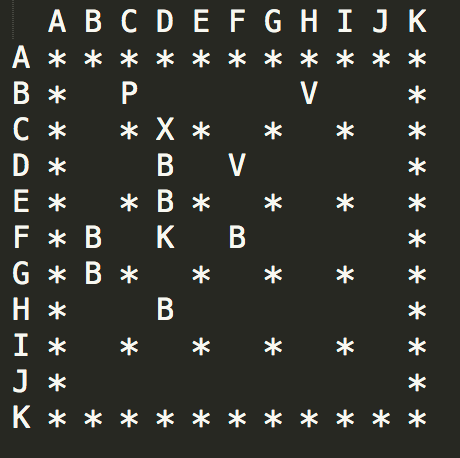 A B C D E F G H I J K
A * * * * * * * * * * *
B *   P         V     *
C *   * X *   *   *   *
D *     B   V         *
E *   * B *   *   *   *
F * B   K   B         *
G * B *   *   *   *   *
H *     B             *
I *   *   *   *   *   *
J *                   *
K * * * * * * * * * * *